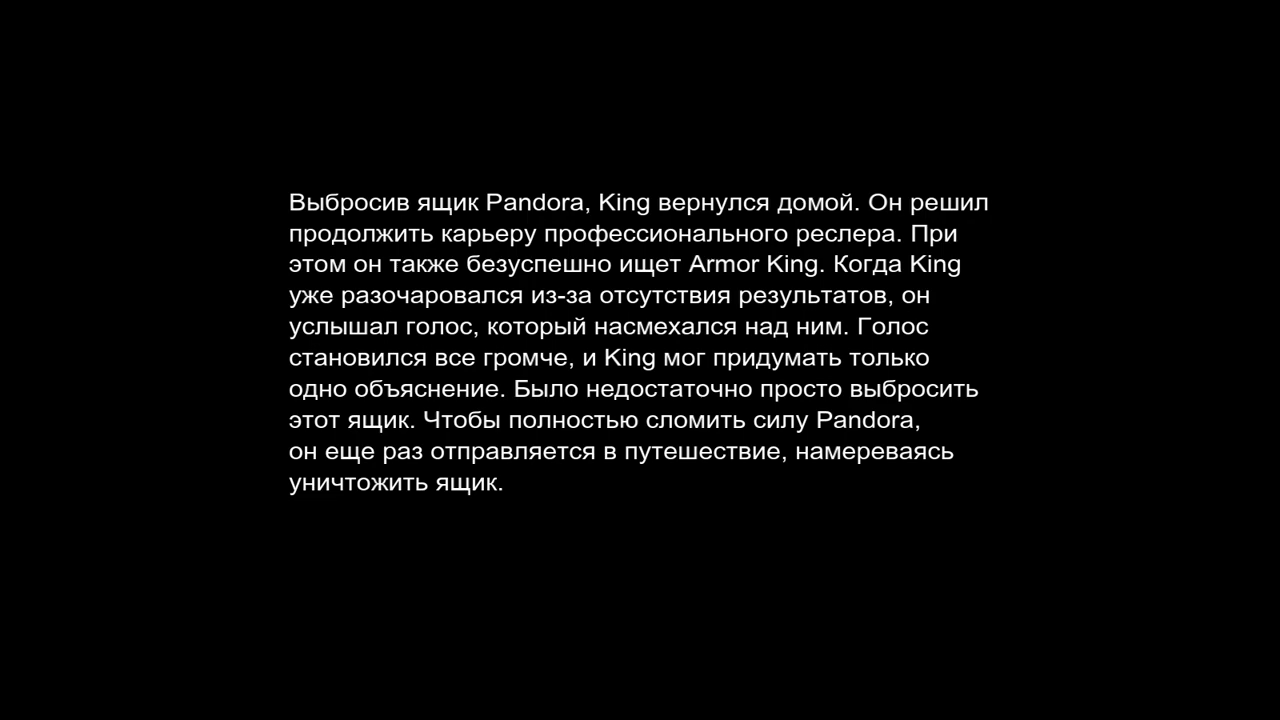 Выбросив ящик Pandora, King вернулся домой. Он решил
продолжить карьеру профессионального реслера. При
этом он также безуспешно ищет Armor King. Когда King
уже разочаровался из-за отсутствия результатов, он
услышал голос, который насмехался над ним. Голос
становился все громче, и King мог придумать только
одно объяснение. Было недостаточно просто выбросить
этот ящик. Чтобы полностью сломить силу Pandora,
он еще раз отправляется в путешествие, намереваясь
уничтожить ящик.